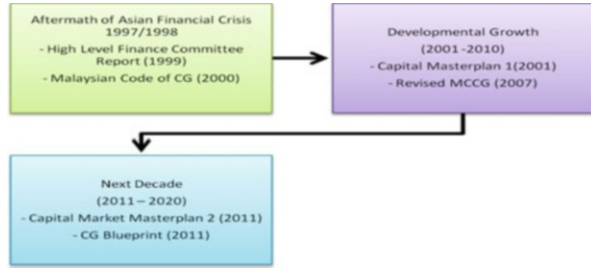 Aftermath of Asian Financial Crisis
1997/1998
- High Level Finance Committee
Report (1999)
- Malaysian Code of CG (2000)
Developmental Growth
(2001 -2010)
- Capital Masterplan 1(2001)
- Revised MCCG (2007)
Next Decade
(2011 – 2020)
- Capital Market Masterplan 2 (2011)
- CG Blueprint (2011)